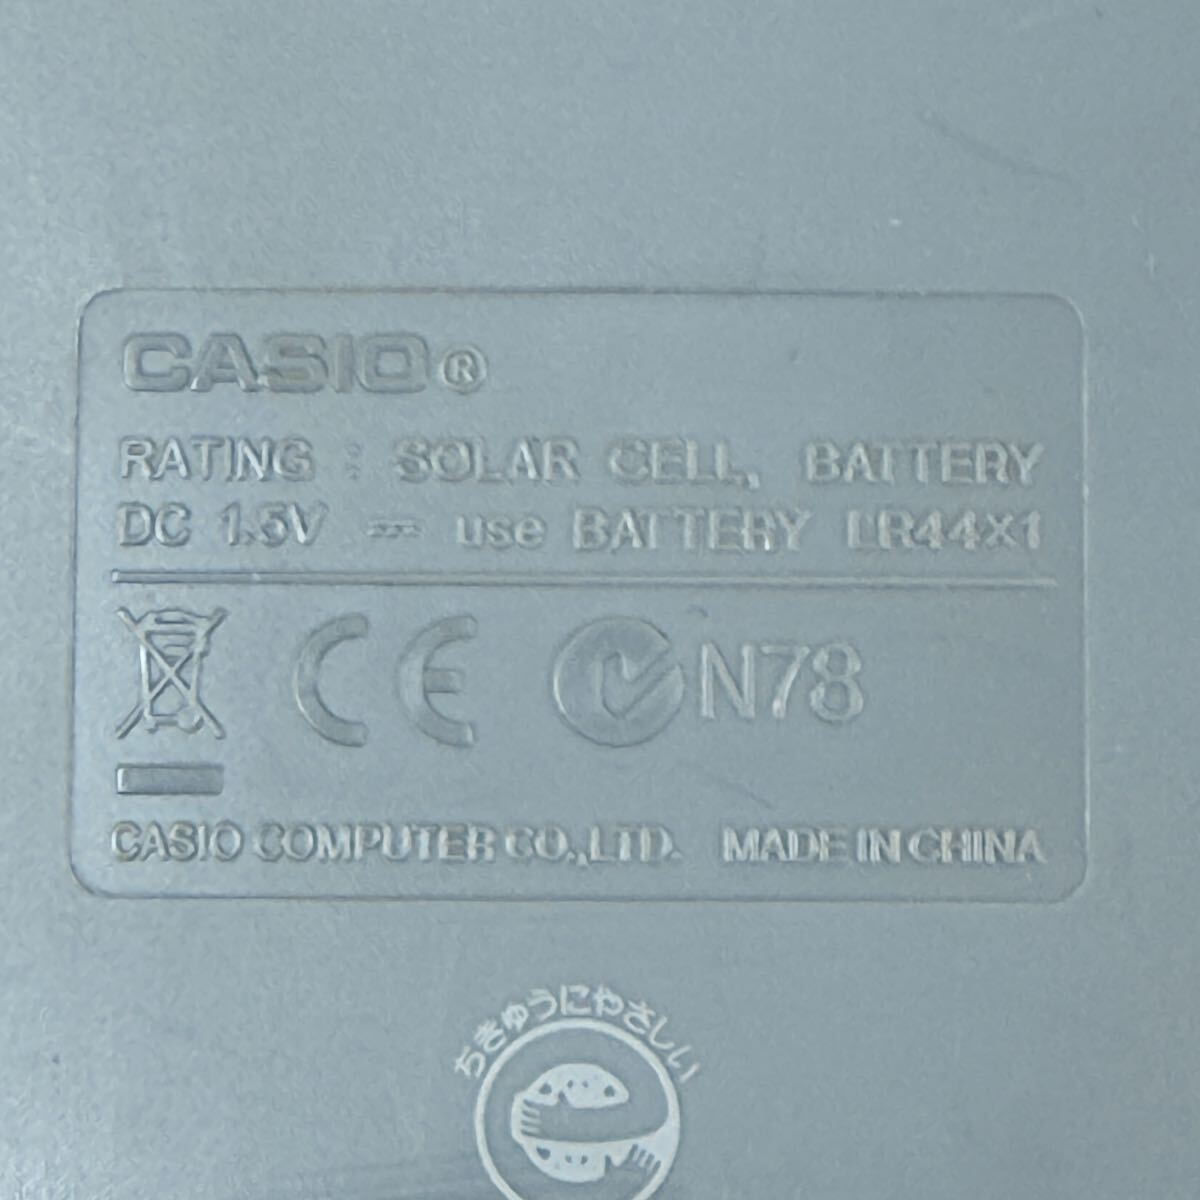 CASIO®
RATING : SOLAR CELL, BATTERY
DC 1.5V ⎓ use BATTERY LR44X1
CE N78
CASIO COMPUTER CO.,LTD. MADE IN CHINA
ちきゅうにやさしい